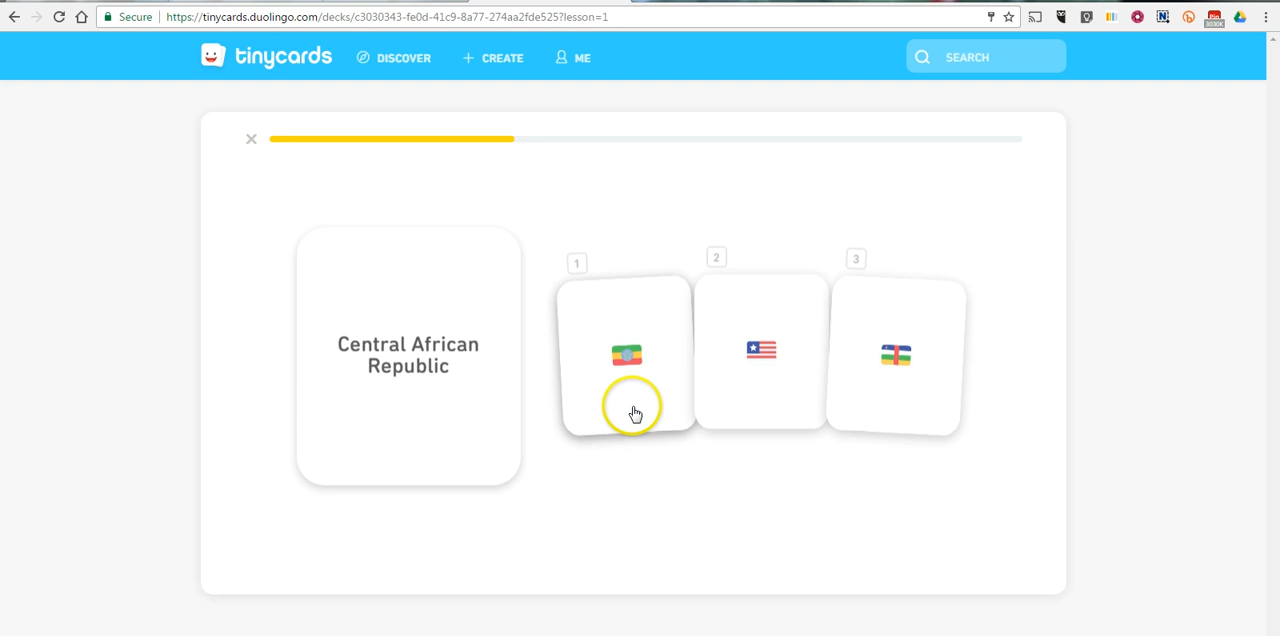 Secure https://tinycards.duolingo.com/decks/c3030343-fe0d-41c9-8a77-274aa2fde525?lesson=1
tinycards DISCOVER + CREATE ME SEARCH
1 2 3
Central African
Republic